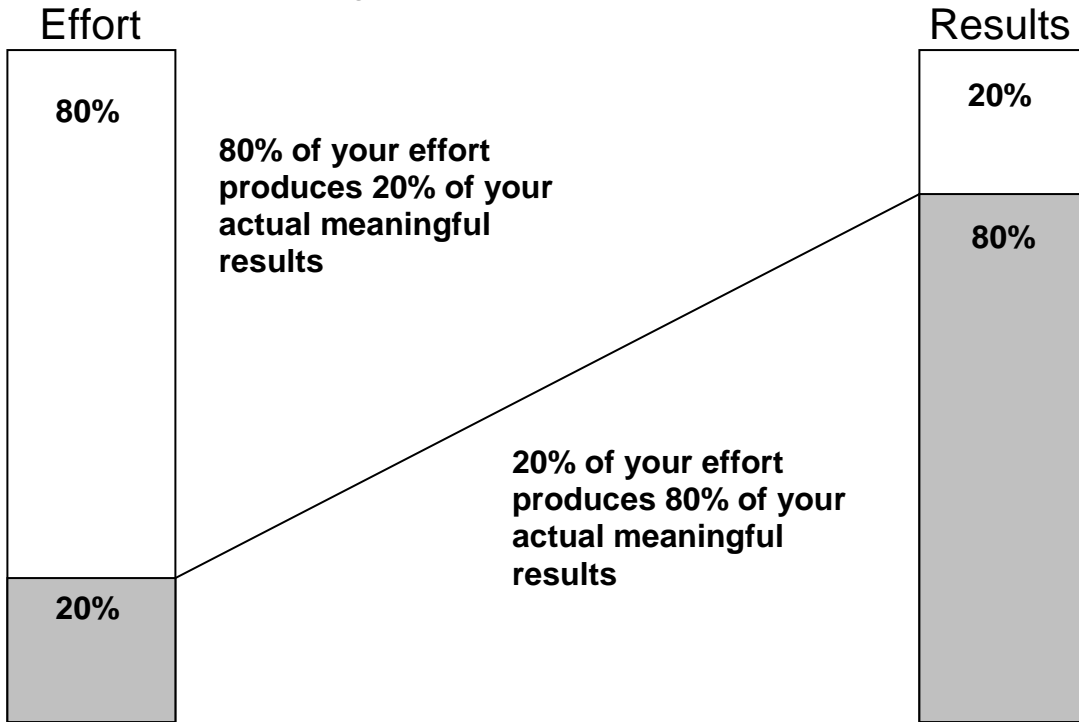 Effort
Results
80%
20%
80% of your effort
produces 20% of your
actual meaningful
results
80%
20% of your effort
produces 80% of your
actual meaningful
results
20%